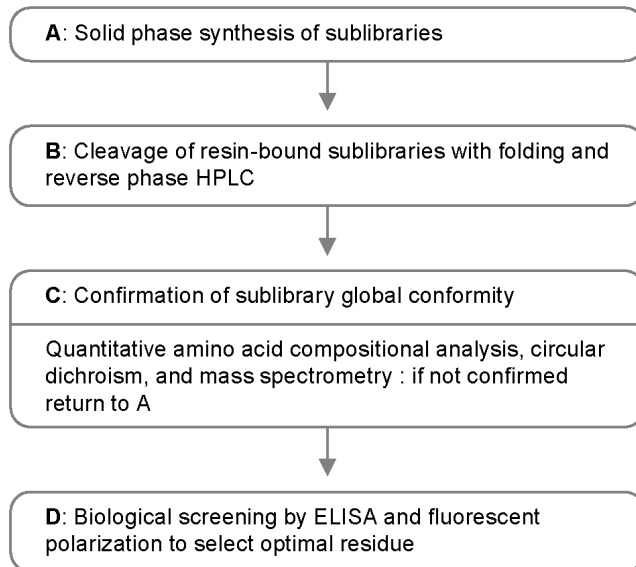 A: Solid phase synthesis of sublibraries
B: Cleavage of resin-bound sublibraries with folding and
reverse phase HPLC
C: Confirmation of sublibrary global conformity
Quantitative amino acid compositional analysis, circular
dichroism, and mass spectrometry : if not confirmed
return to A
D: Biological screening by ELISA and fluorescent
polarization to select optimal residue